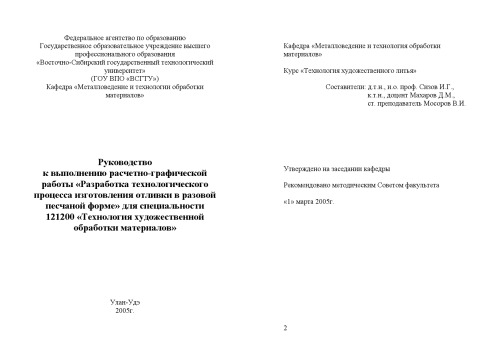 Федеральное агентство по образованию
Государственное образовательное учреждение высшего
профессионального образования
«Восточно-Сибирский государственный технологический
университет»
(ГОУ ВПО «ВСГТУ»)
Кафедра «Металловедение и технологии обработки
материалов»
Руководство
к выполнению расчетно-графической
работы «Разработка технологического
процесса изготовления отливки в разовой
песчаной форме» для специальности
121200 «Технология художественной
обработки материалов»
Улан-Удэ
2005г.
Кафедра «Металловедение и технология обработки
материалов»
Курс «Технология художественного литья»
Составители: д.т.н., и.о. проф. Сизов И.Г.,
к.т.н., доцент Махаров Д.М.,
ст. преподаватель Мосоров В.И.
Утверждено на заседании кафедры
Рекомендовано методическим Советом факультета
«1» марта 2005г.
2